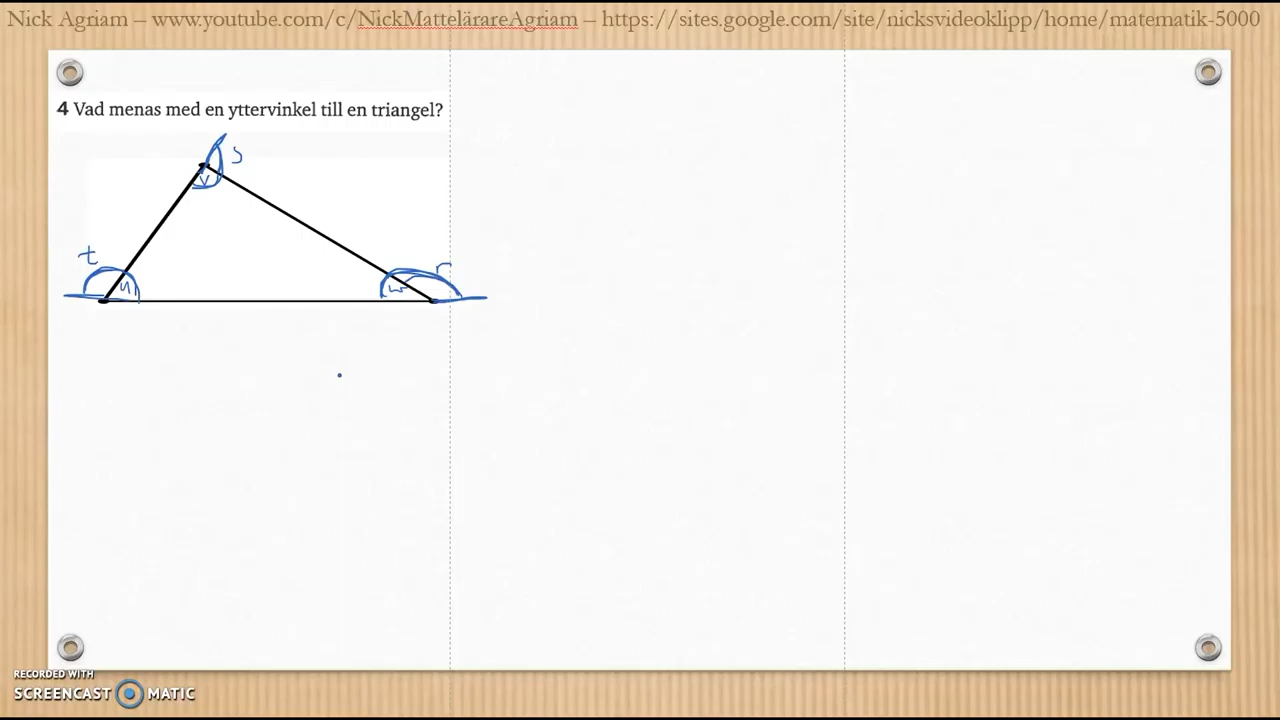 Nick Agriam – www.youtube.com/c/NickMattelärareAgriam – https://sites.google.com/site/nicksvideoklipp/home/matematik-5000
4 Vad menas med en yttervinkel till en triangel?
s
v
t
u
w
r
RECORDED WITH
SCREENCAST MATIC